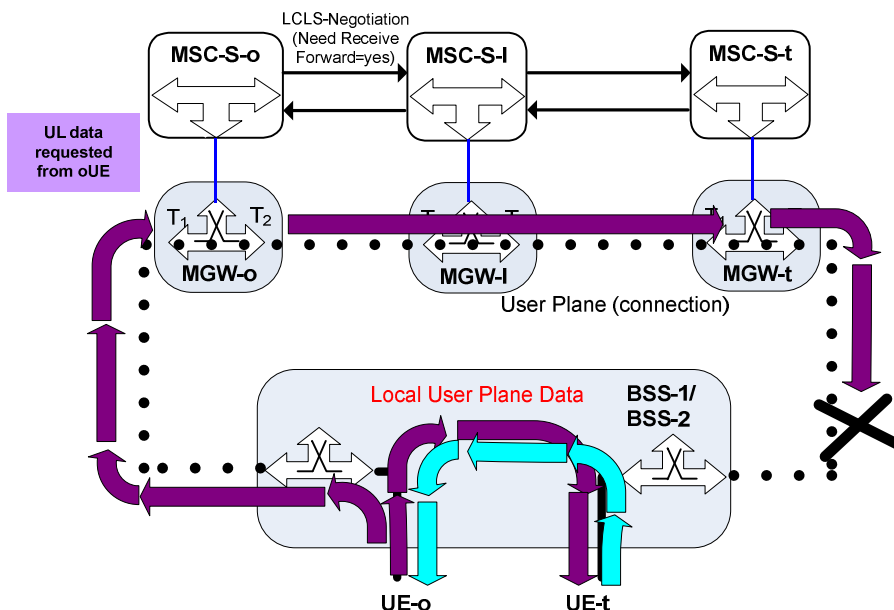 LCLS-Negotiation
(Need Receive
Forward=yes)
MSC-S-o
MSC-S-I
MSC-S-t
UL data
requested
from oUE
T1
T2
MGW-o
MGW-I
MGW-t
User Plane (connection)
Local User Plane Data
BSS-1/
BSS-2
UE-o
UE-t